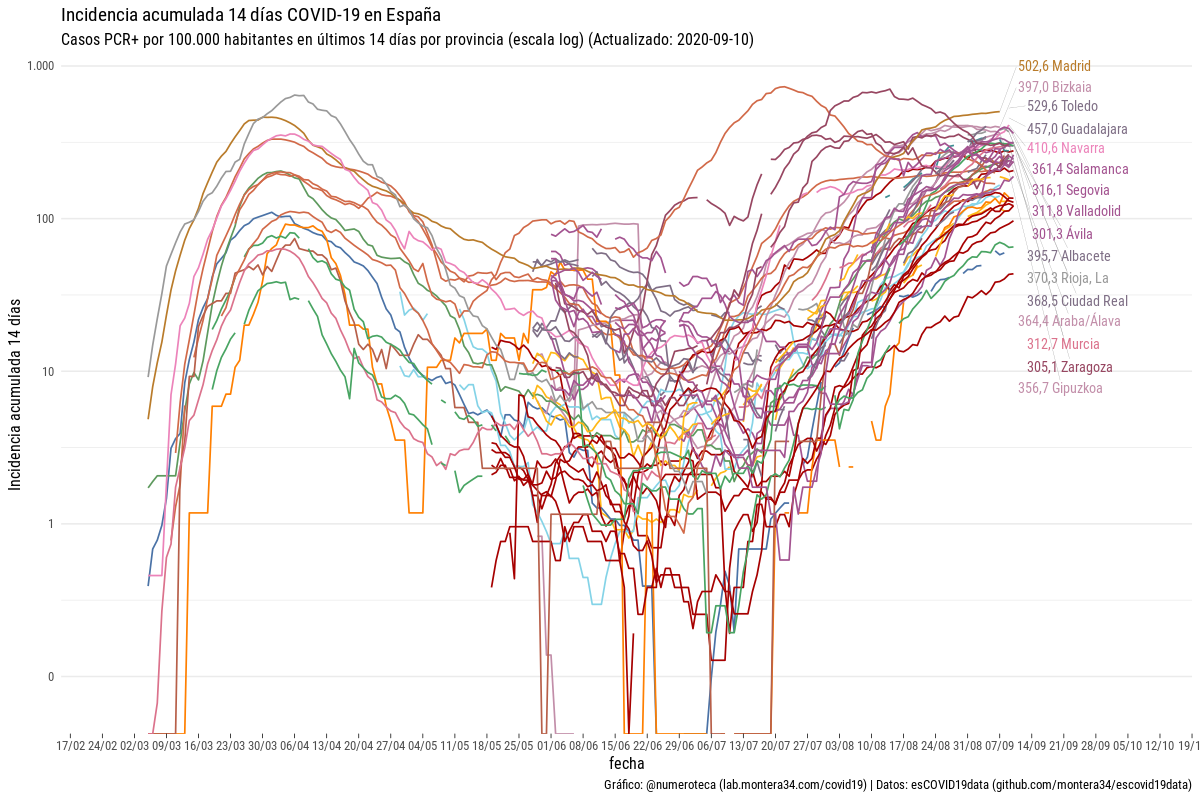 Incidencia acumulada 14 días COVID-19 en España
Casos PCR+ por 100.000 habitantes en últimos 14 días por provincia (escala log) (Actualizado: 2020-09-10)
Incidencia acumulada 14 días
1.000
100
10
1
0
502,6 Madrid
397,0 Bizkaia
529,6 Toledo
457,0 Guadalajara
410,6 Navarra
361,4 Salamanca
316,1 Segovia
311,8 Valladolid
301,3 Ávila
395,7 Albacete
370,3 Rioja, La
368,5 Ciudad Real
364,4 Araba/Álava
312,7 Murcia
305,1 Zaragoza
356,7 Gipuzkoa
17/02 24/02 02/03 09/03 16/03 23/03 30/03 06/04 13/04 20/04 27/04 04/05 11/05 18/05 25/05 01/06 08/06 15/06 22/06 29/06 06/07 13/07 20/07 27/07 03/08 10/08 17/08 24/08 31/08 07/09 14/09 21/09 28/09 05/10 12/10 19/1
fecha
Gráfico: @numeroteca (lab.montera34.com/covid19) | Datos: esCOVID19data (github.com/montera34/escovid19data)